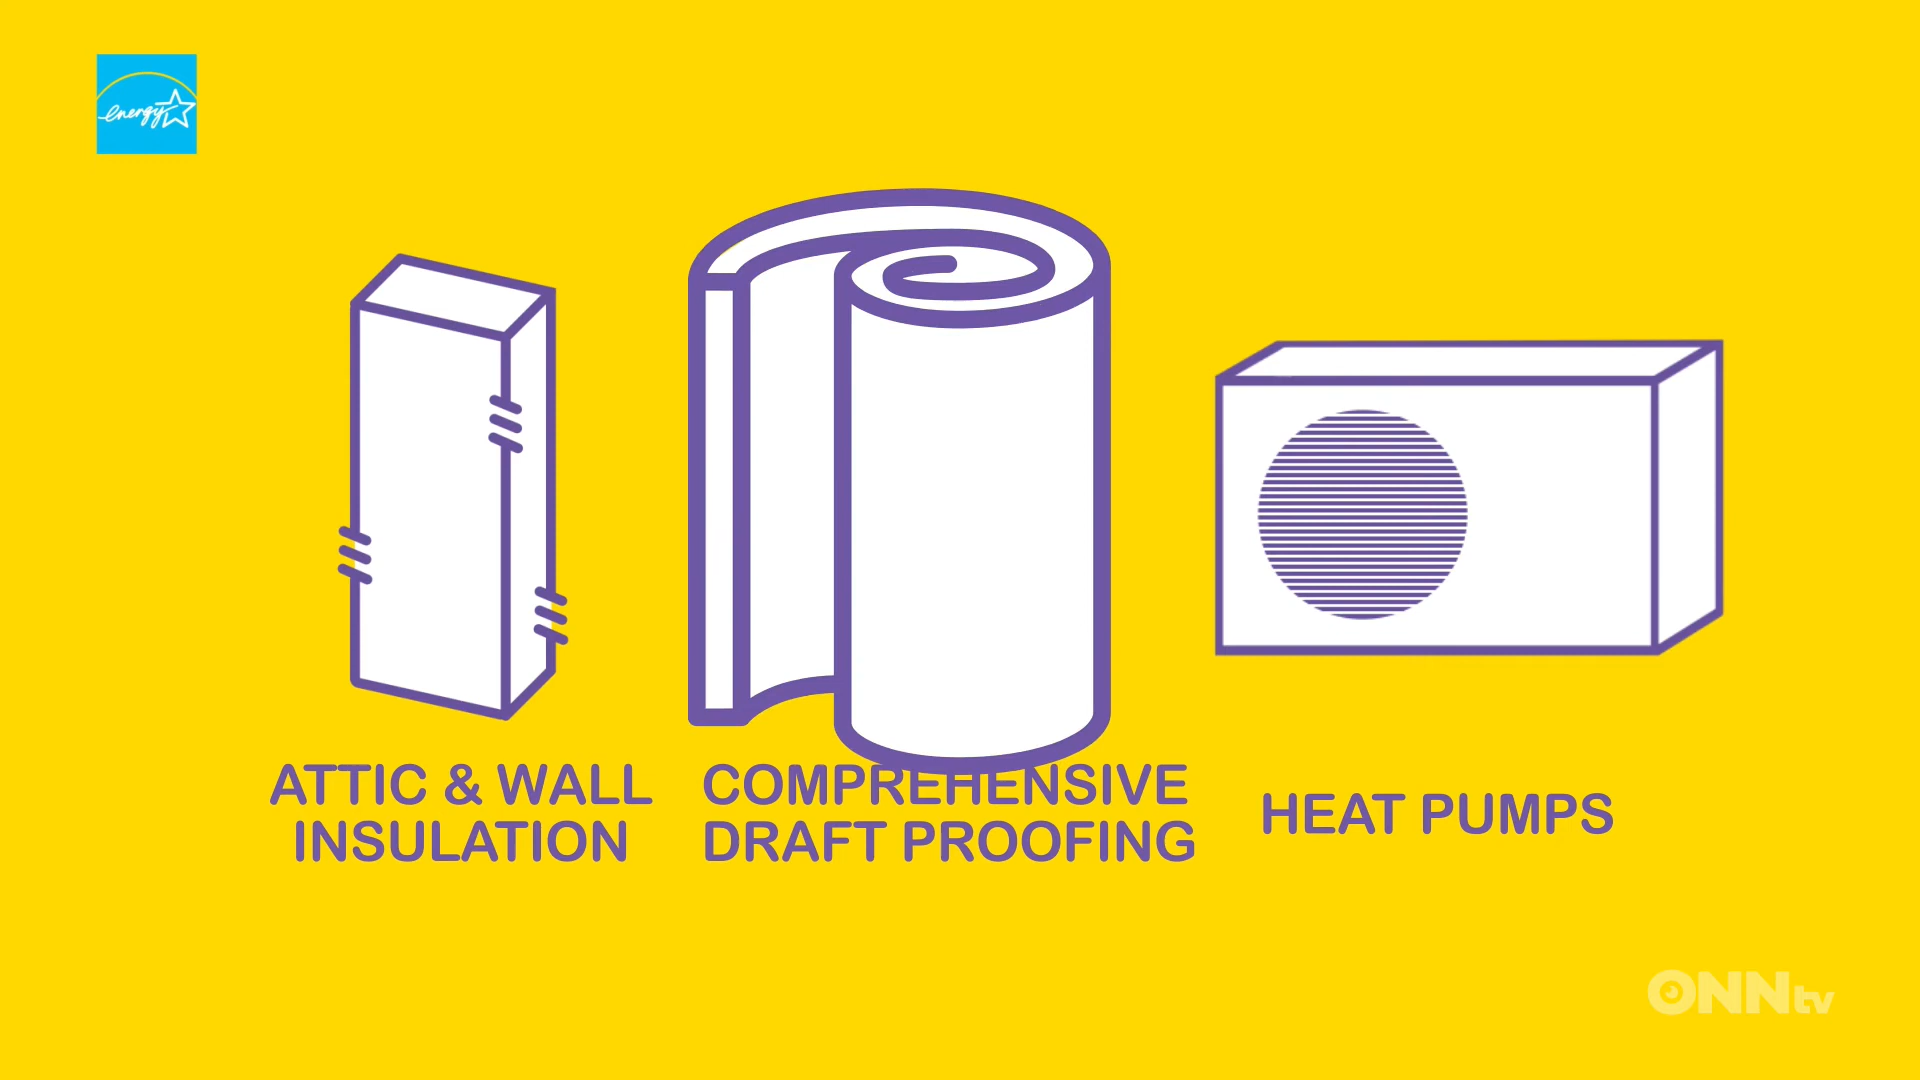 energy
ATTIC & WALL
INSULATION
COMPREHENSIVE
DRAFT PROOFING
HEAT PUMPS
ONNtv